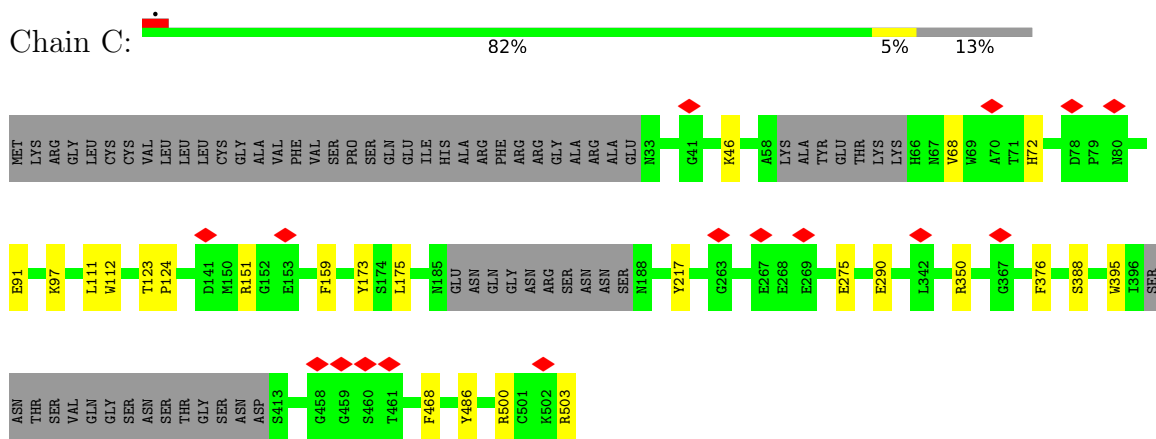 Chain C:
82% 5% 13%
MET LYS ARG GLY LEU CYS CYS VAL LEU LEU LEU CYS GLY ALA VAL PHE VAL SER PRO SER GLN GLU ILE HIS ALA ARG PHE ARG ARG GLY ALA ARG ALA GLU N33 G41 K46 A58 LYS ALA TYR GLU THR LYS LYS H66 N67 V68 W69 A70 T71 H72 D78 P79 N80
E91 K97 L111 W112 T123 P124 D141 M150 R151 G152 E153 F159 Y173 S174 L175 N185 GLU ASN GLN GLY ASN ARG SER ASN ASN SER N188 Y217 G263 E267 E268 E269 E275 E290 L342 R350 G367 F376 S388 W395 I396 SER
ASN THR SER VAL GLN GLY SER ASN SER THR GLY SER ASN ASP S413 G458 G459 S460 T461 F468 Y486 R500 C501 K502 R503